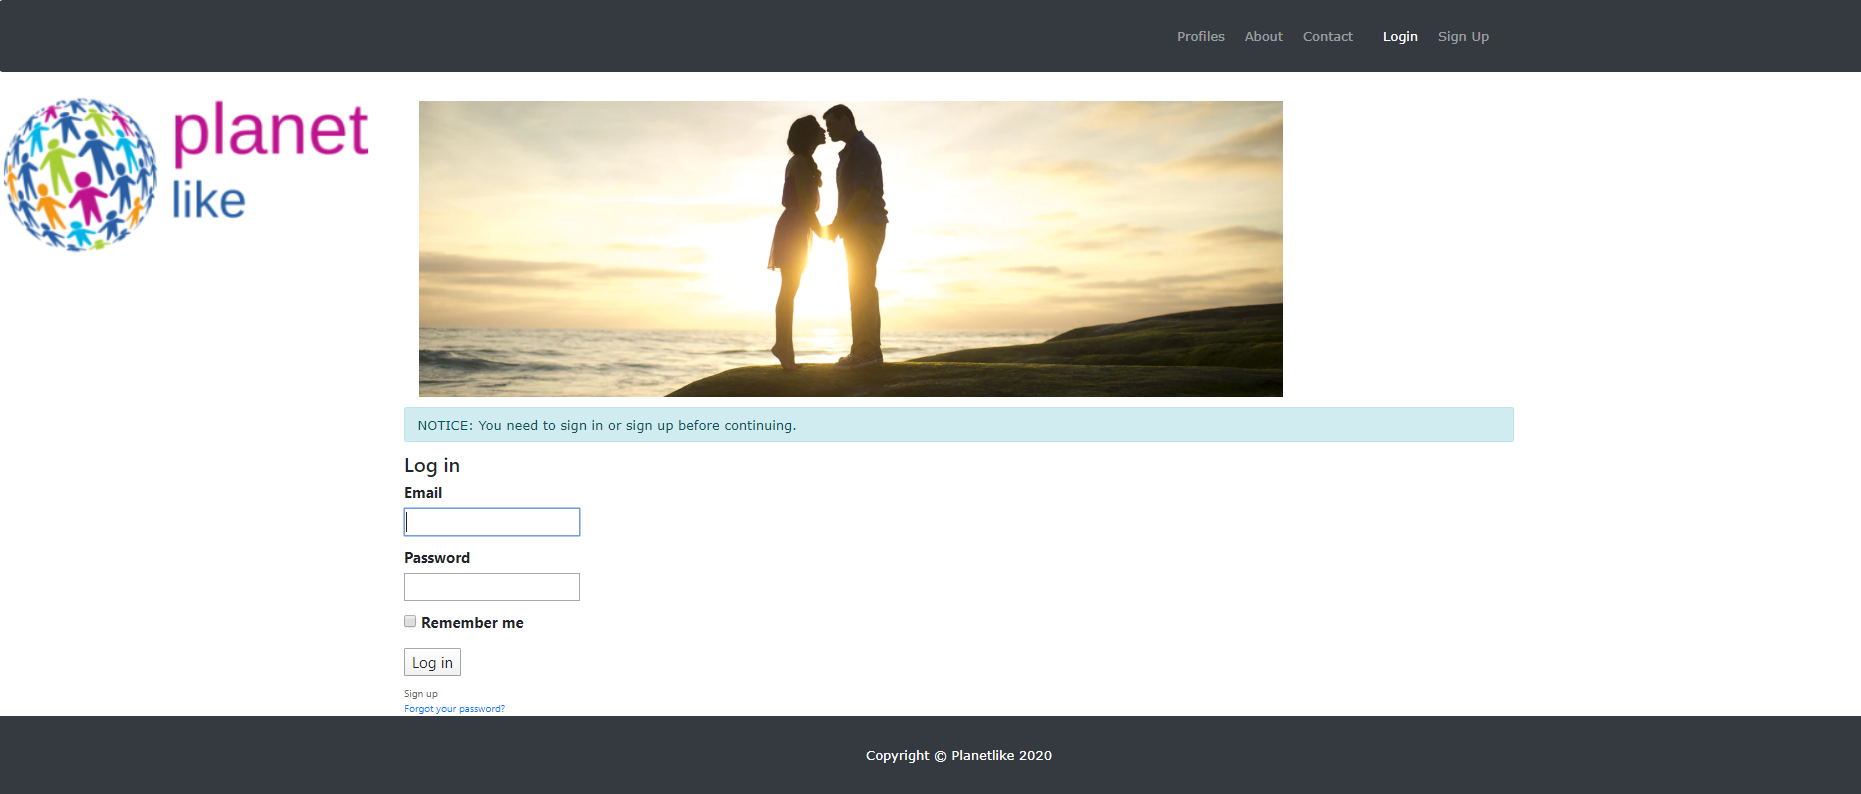 Profiles About Contact Login Sign Up
planet
like
NOTICE: You need to sign in or sign up before continuing.
Log in
Email
Password
Remember me
Log in
Sign up
Forgot your password?
Copyright © Planetlike 2020